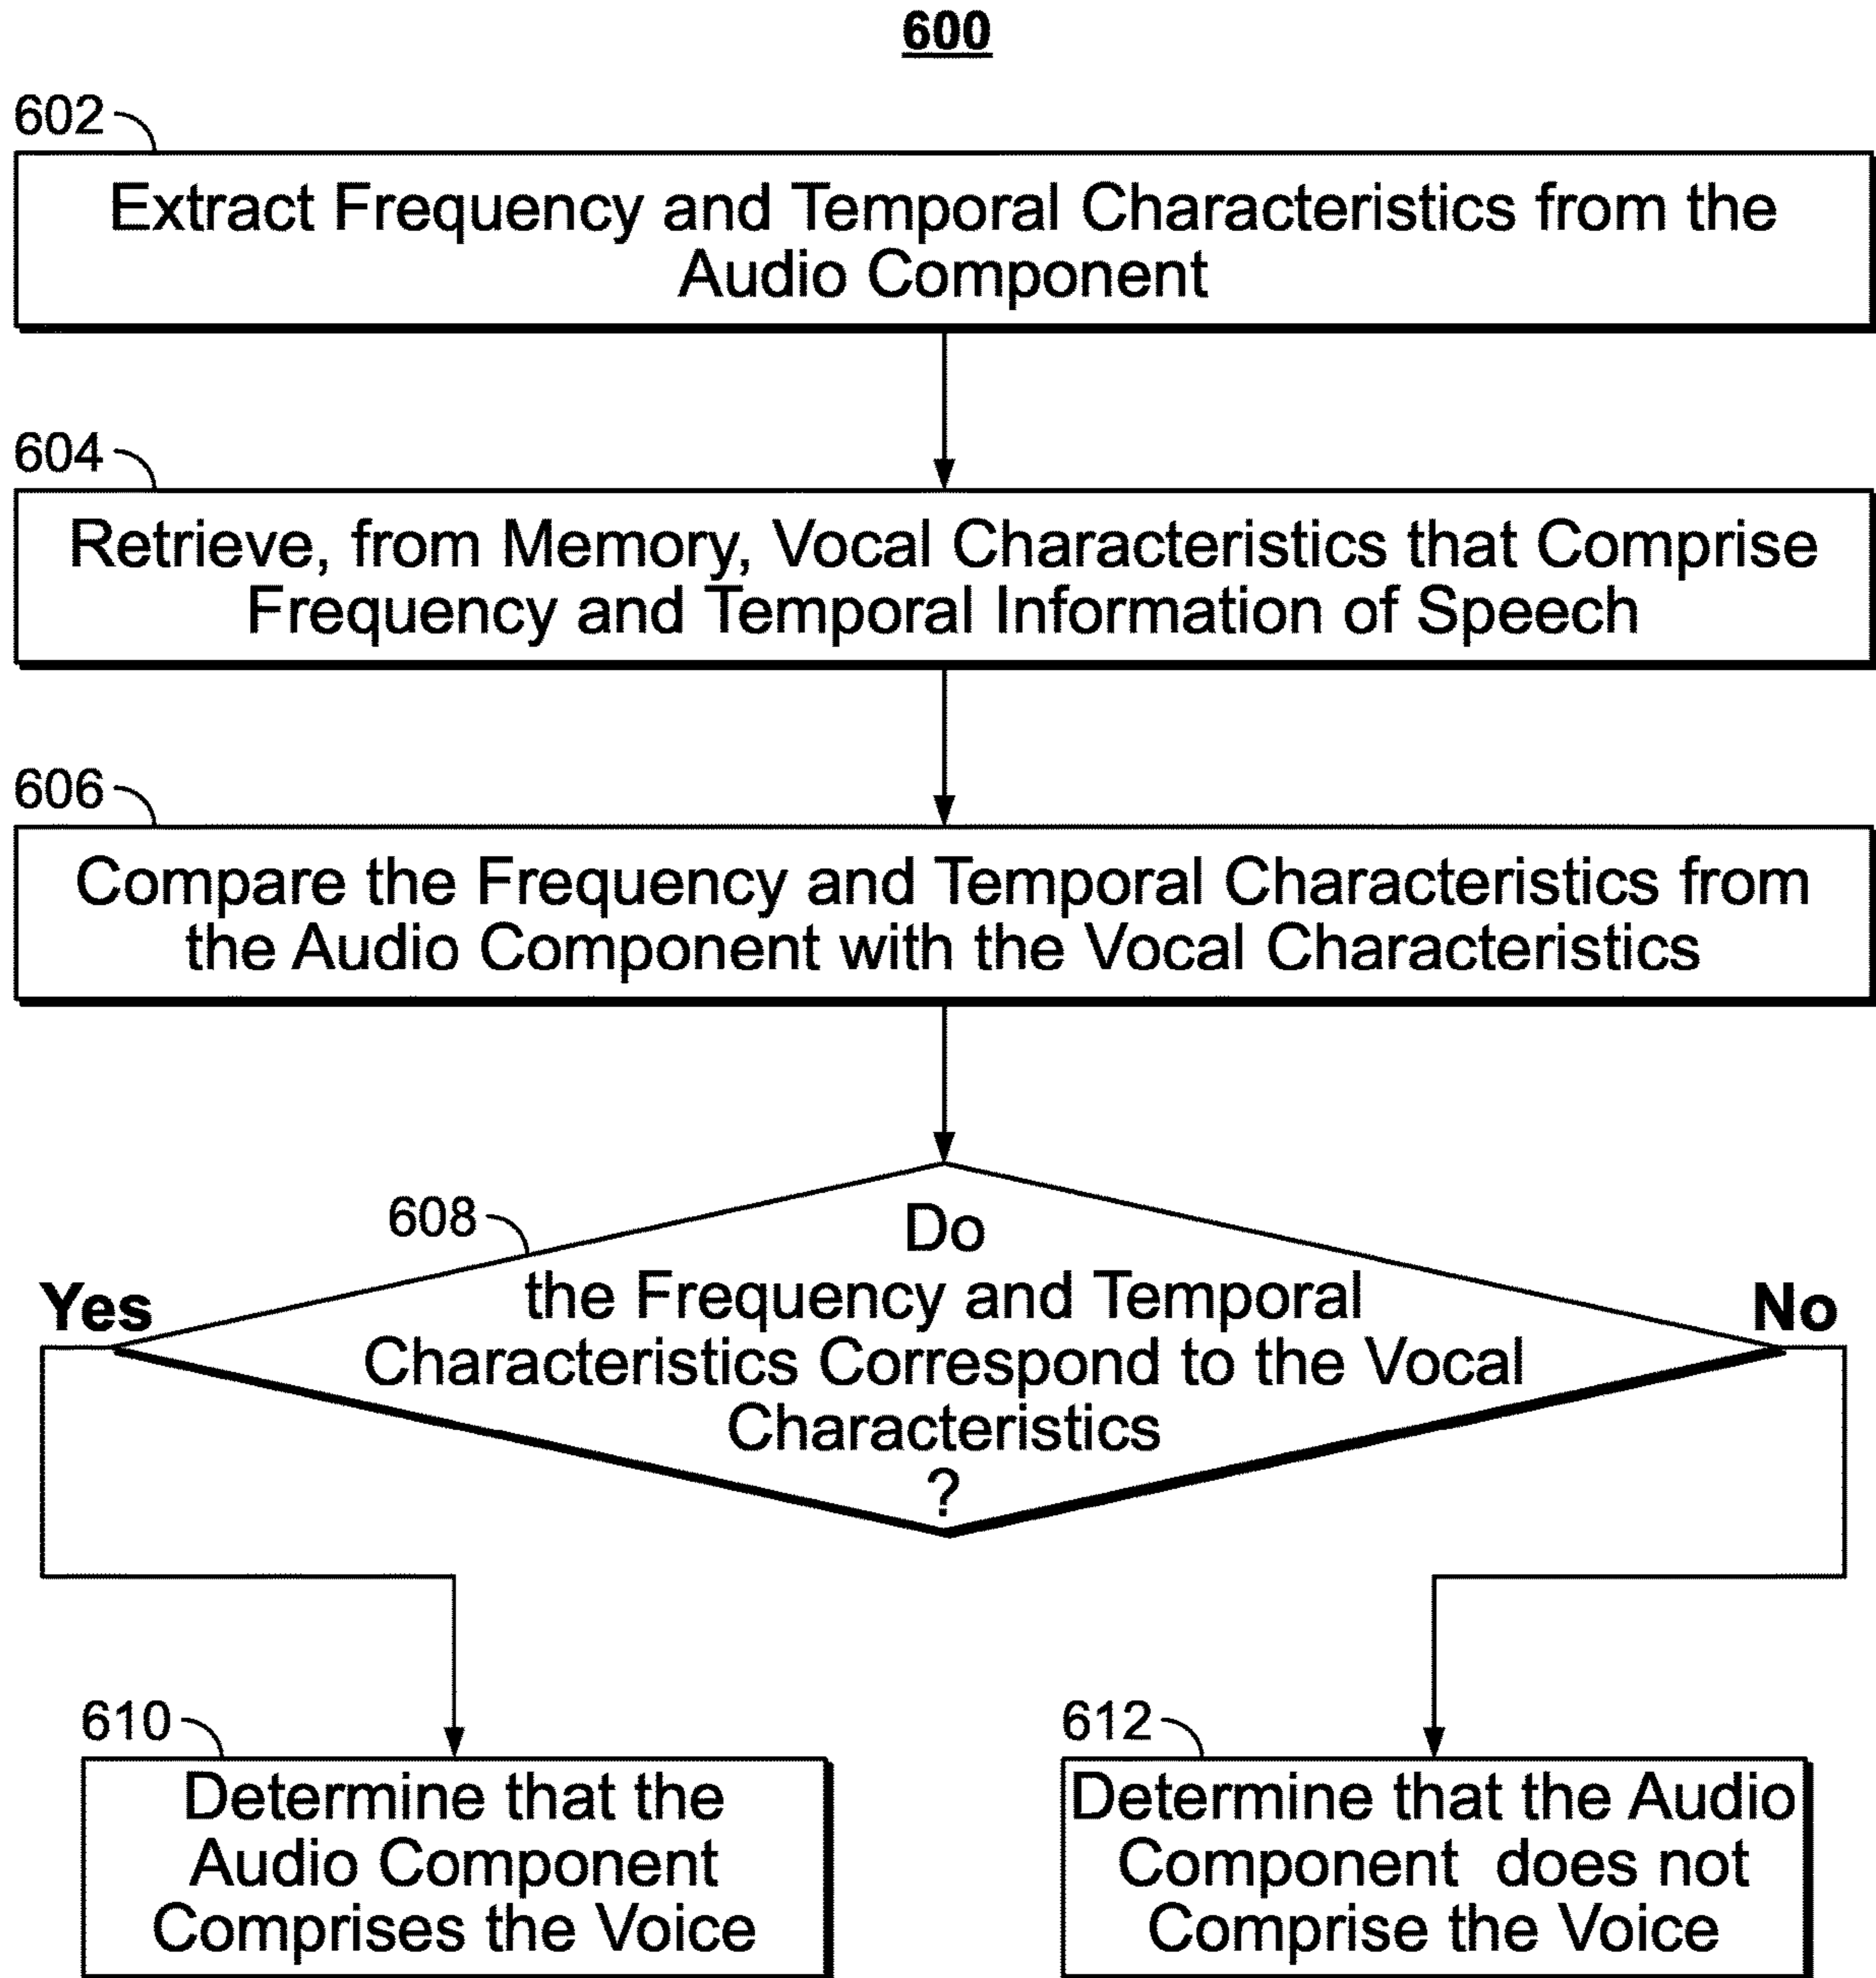 600
602
Extract Frequency and Temporal Characteristics from the
Audio Component
604
Retrieve, from Memory, Vocal Characteristics that Comprise
Frequency and Temporal Information of Speech
606
Compare the Frequency and Temporal Characteristics from
the Audio Component with the Vocal Characteristics
608
Do
the Frequency and Temporal
Characteristics Correspond to the Vocal
Characteristics
?
Yes
No
610
Determine that the
Audio Component
Comprises the Voice
612
Determine that the Audio
Component does not
Comprise the Voice